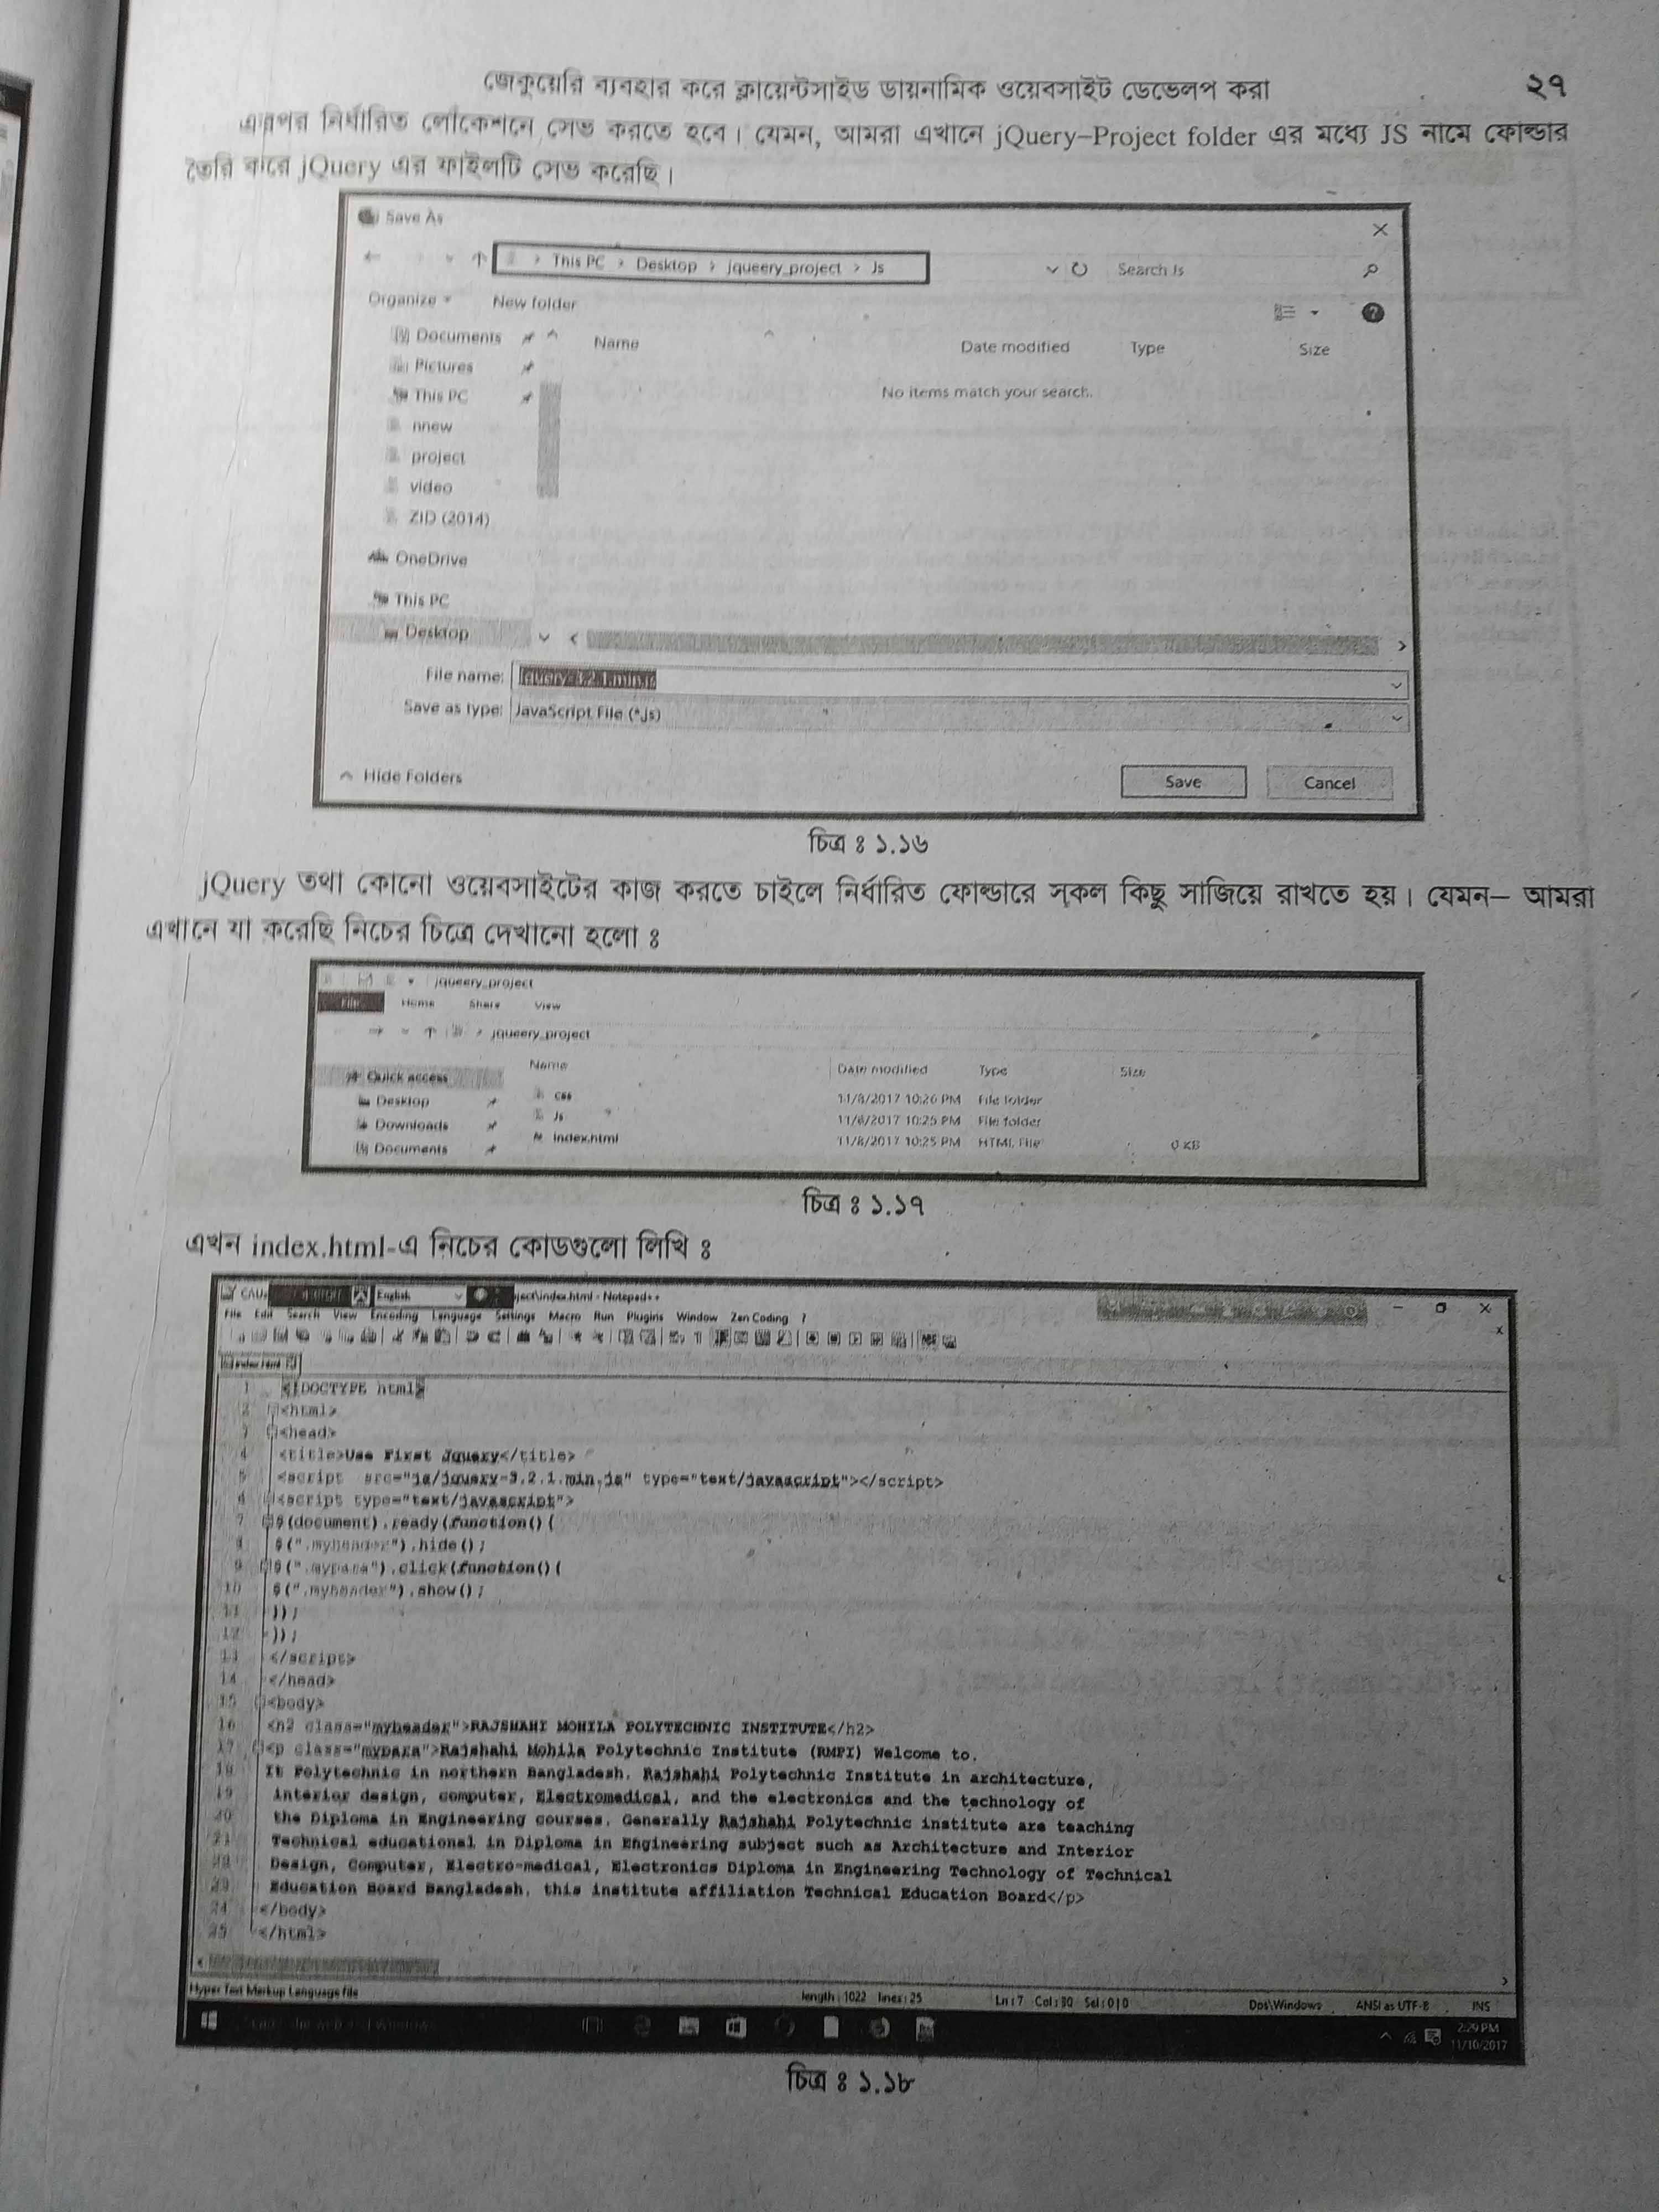 জেকুয়েরি ব্যবহার করে ক্লায়েন্টসাইড ডায়নামিক ওয়েবসাইট ডেভেলপ করা ২৭
এরপর নির্ধারিত লোকেশনে সেভ করতে হবে। যেমন, আমরা এখানে jQuery–Project folder এর মধ্যে JS নামে ফোল্ডার
তৈরি করে jQuery এর ফাইলটি সেভ করেছি।
Save As
This PC > Desktop > jqueery_project > Js
Search Js
Organize New folder
Documents
Name Date modified Type Size
Pictures
No items match your search.
This PC
nnew
project
video
ZID (2014)
OneDrive
This PC
Desktop
File name: jquery-3.2.1.min.js
Save as type: JavaScript File (*.js)
Hide Folders Save Cancel
চিত্র ঃ ১.১৬
jQuery তথা কোনো ওয়েবসাইটের কাজ করতে চাইলে নির্ধারিত ফোল্ডারে সকল কিছু সাজিয়ে রাখতে হয়। যেমন– আমরা
এখানে যা করেছি নিচের চিত্রে দেখানো হলো ঃ
jqueery_project
File Home Share View
jqueery_project
Name Date modified Type Size
Quick access
css 11/8/2017 10:26 PM File folder
Desktop
Js 11/8/2017 10:25 PM File folder
Downloads
index.html 11/8/2017 10:25 PM HTML File 0 KB
Documents
চিত্র ঃ ১.১৭
এখন index.html-এ নিচের কোডগুলো লিখি ঃ
English ject\index.html - Notepad++
File Edit Search View Encoding Language Settings Macro Run Plugins Window Zen Coding ?
index.html
1 <!DOCTYPE html>
2 <html>
3 <head>
4 <title>Use First Jquery</title>
5 <script src="js/jquery-3.2.1.min.js" type="text/javascript"></script>
6 <script type="text/javascript">
7 $(document).ready(function(){
8 $(".myheader").hide();
9 $(".mypara").click(function(){
10 $(".myheader").show();
11 });
12 });
13 </script>
14 </head>
15 <body>
16 <h2 class="myheader">RAJSHAHI MOHILA POLYTECHNIC INSTITUTE</h2>
17 <p class="mypara">Rajshahi Mohila Polytechnic Institute (RMPI) Welcome to.
18 It Polytechnic in northern Bangladesh. Rajshahi Polytechnic Institute in architecture,
19 interior design, computer, Electromedical, and the electronics and the technology of
20 the Diploma in Engineering courses. Generally Rajshahi Polytechnic institute are teaching
21 Technical educational in Diploma in Engineering subject such as Architecture and Interior
22 Design, Computer, Electro-medical, Electronics Diploma in Engineering Technology of Technical
23 Education Board Bangladesh. this institute affiliation Technical Education Board</p>
24 </body>
25 </html>
Hyper Text Markup Language file length : 1022 lines : 25 Ln : 7 Col : 30 Sel : 0 | 0 Dos\Windows ANSI as UTF-8 INS
2:29 PM
11/10/2017
চিত্র ঃ ১.১৮